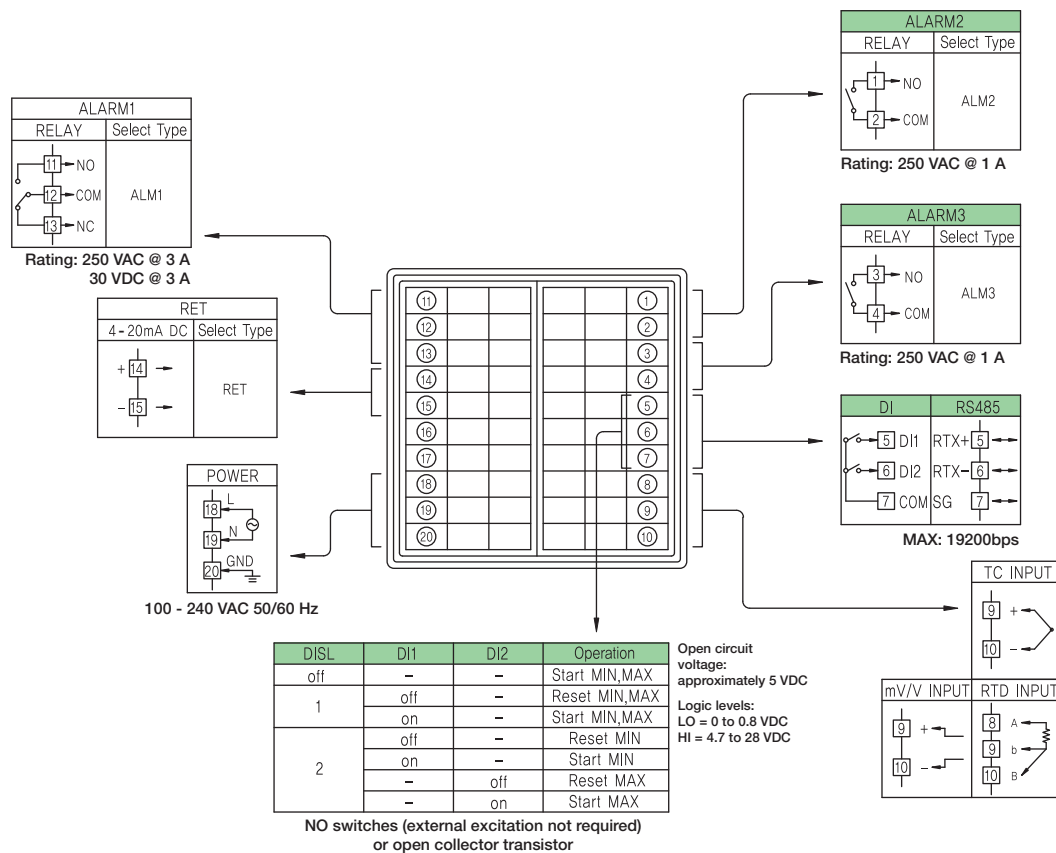 ALARM2
RELAY Select Type
1 NO
ALM2
2 COM
Rating: 250 VAC @ 1 A
ALARM1
RELAY Select Type
11 NO
12 COM ALM1
13 NC
Rating: 250 VAC @ 3 A
30 VDC @ 3 A
ALARM3
RELAY Select Type
3 NO
ALM3
4 COM
Rating: 250 VAC @ 1 A
RET
4-20mA DC Select Type
+ 14
RET
- 15
11 1
12 2
13 3
14 4
15 5
16 6
17 7
18 8
19 9
20 10
DI RS485
5 DI1 RTX+ 5
6 DI2 RTX- 6
7 COM SG 7
MAX: 19200bps
POWER
18 L
19 N
20 GND
100 - 240 VAC 50/60 Hz
TC INPUT
9 +
10 -
mV/V INPUT RTD INPUT
9 + 8 A
9 b
10 - 10 B
DISL DI1 DI2 Operation
off - - Start MIN,MAX
1 off - Reset MIN,MAX
on - Start MIN,MAX
2 off - Reset MIN
on - Start MIN
- off Reset MAX
- on Start MAX
Open circuit
voltage:
approximately 5 VDC
Logic levels:
LO = 0 to 0.8 VDC
HI = 4.7 to 28 VDC
NO switches (external excitation not required)
or open collector transistor